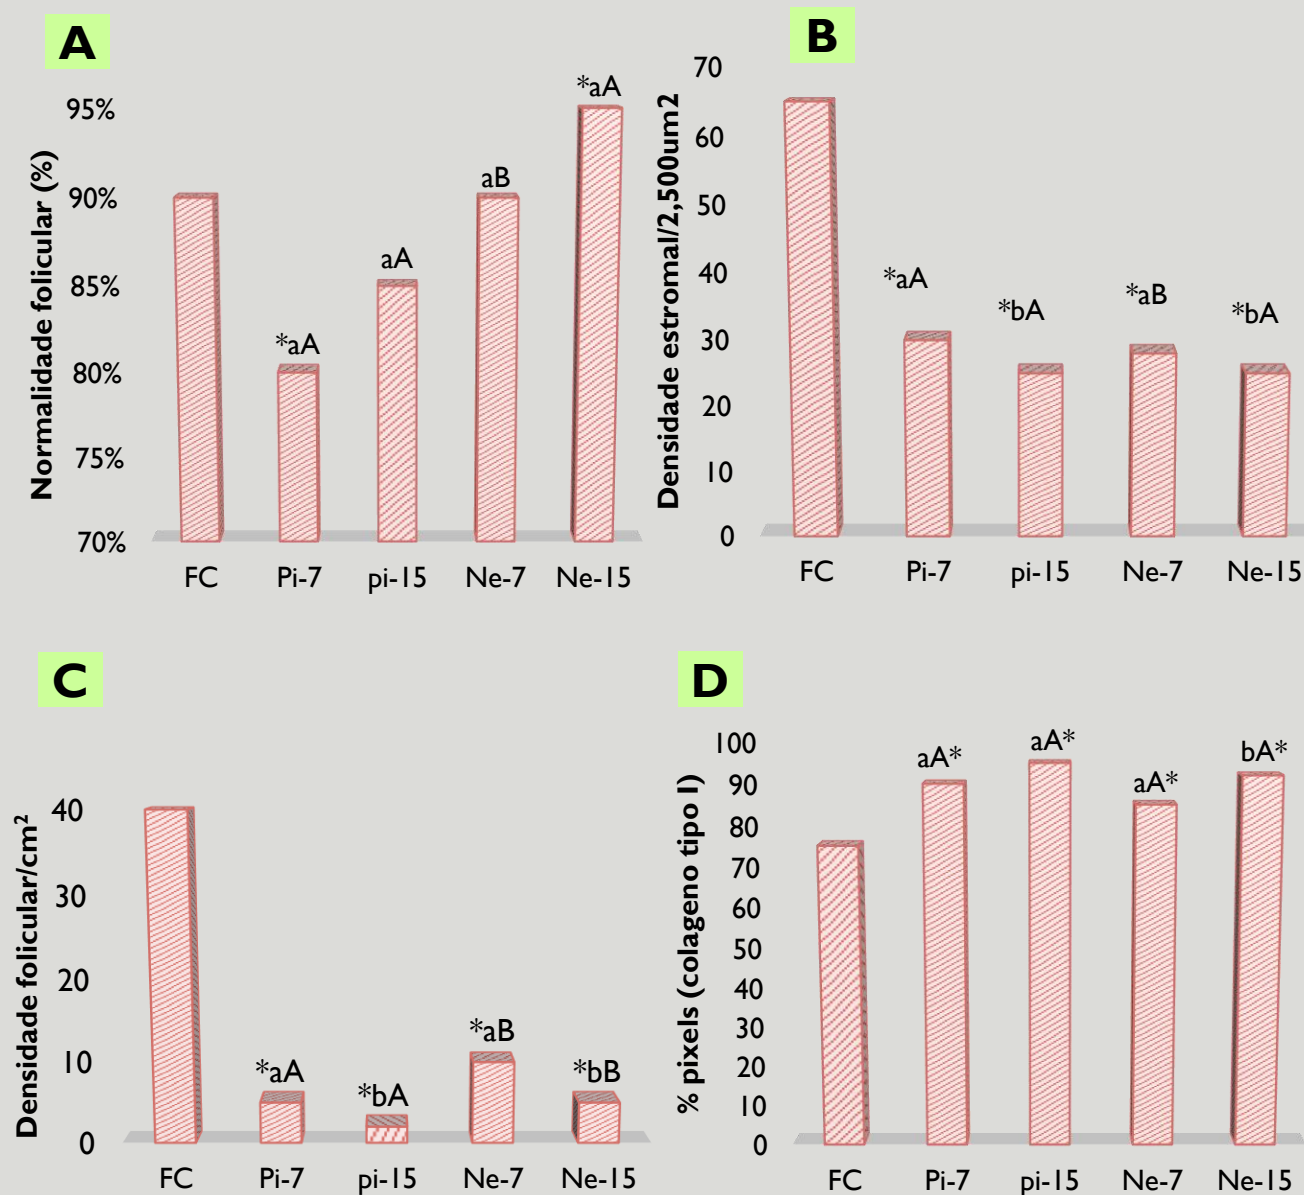 A
Normalidade folicular (%)
95%
90%
85%
80%
75%
70%
*aA
aA
aB
*aA
FC Pi-7 pi-15 Ne-7 Ne-15
B
Densidade estromal/2,500um2
70
60
50
40
30
20
10
0
*aA
*bA
*aB
*bA
FC Pi-7 pi-15 Ne-7 Ne-15
C
Densidade folicular/cm²
40
30
20
10
0
*aA
*bA
*aB
*bB
FC Pi-7 pi-15 Ne-7 Ne-15
D
% pixels (colageno tipo I)
100
90
80
70
60
50
40
30
20
10
0
aA*
aA*
aA*
bA*
FC Pi-7 pi-15 Ne-7 Ne-15